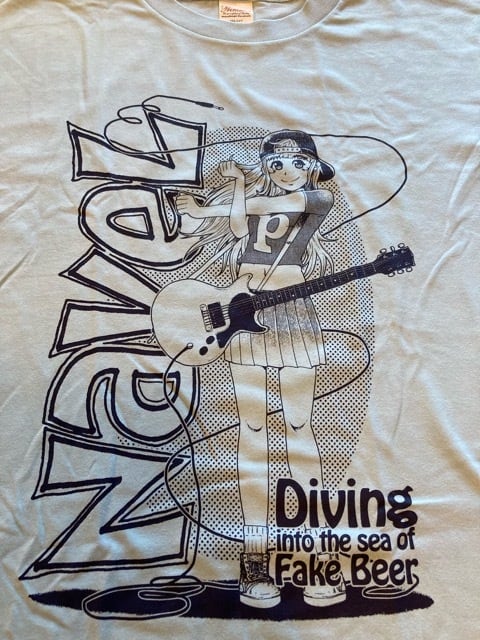 NaveL
P
Diving
into the sea of
Fake Beer